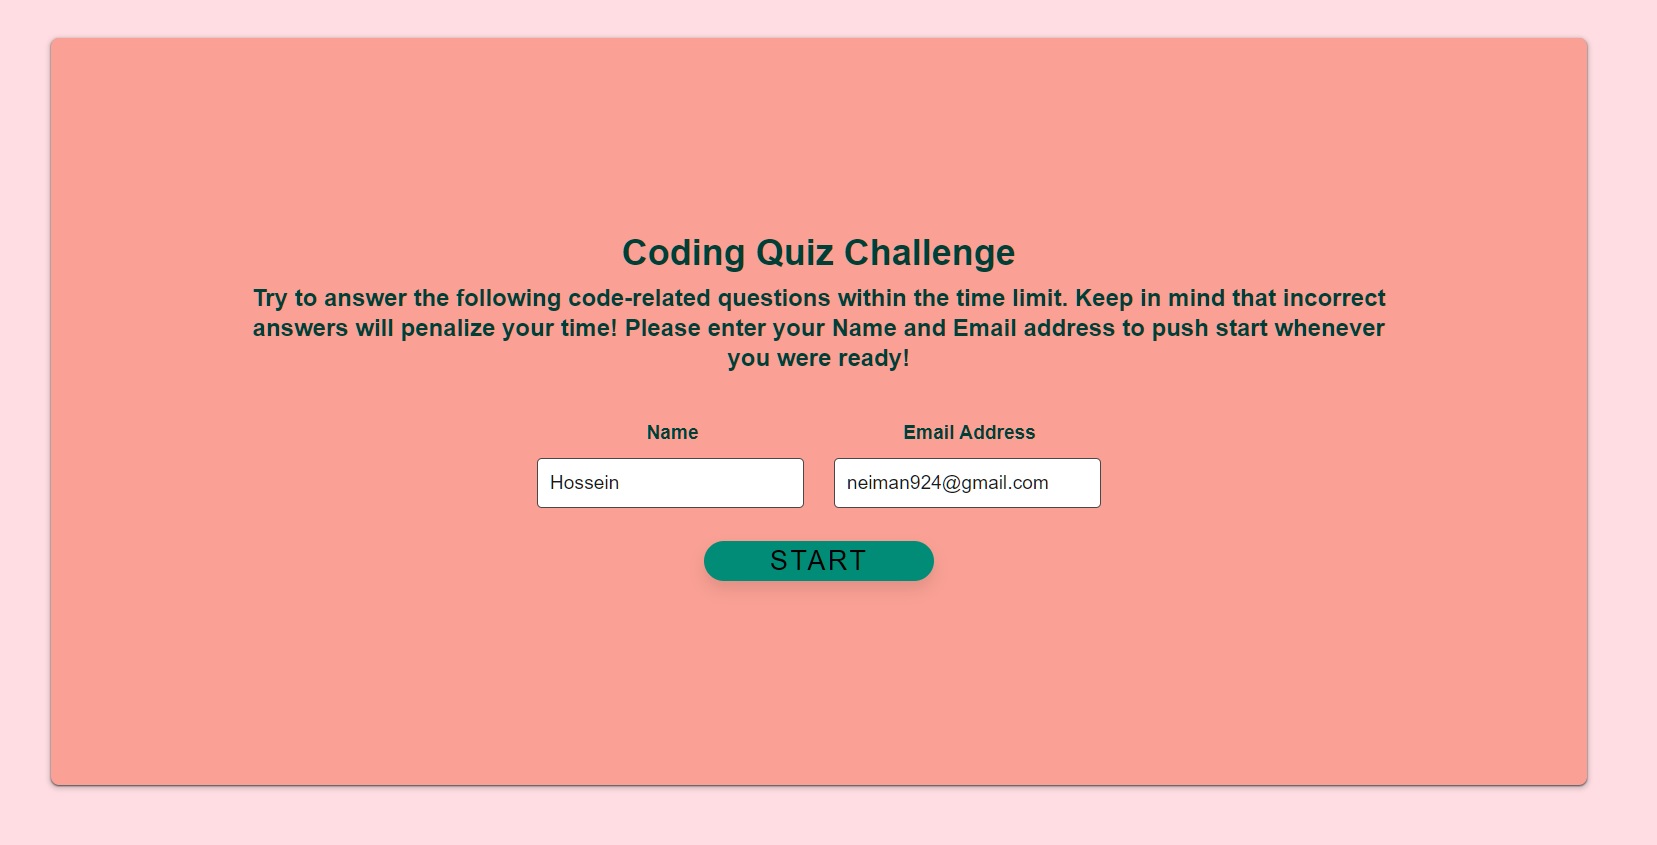 Coding Quiz Challenge
Try to answer the following code-related questions within the time limit. Keep in mind that incorrect
answers will penalize your time! Please enter your Name and Email address to push start whenever
you were ready!
Name
Email Address
Hossein
neiman924@gmail.com
START